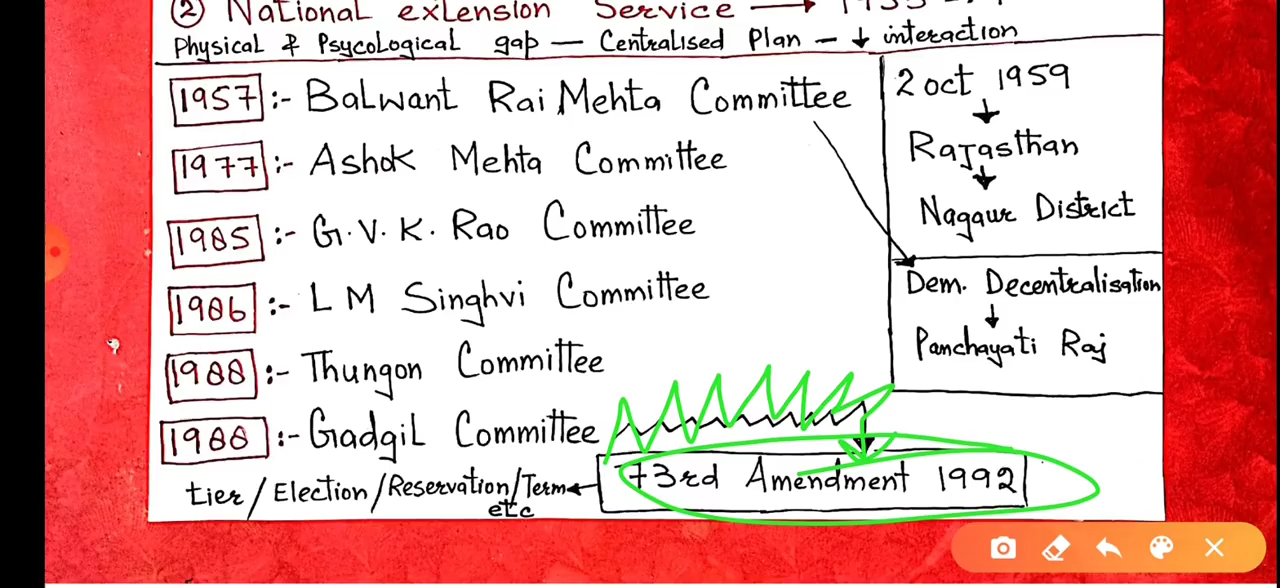 ② National extension Service → 1953
Physical & Psycological gap — Centralised Plan — ↓ interaction
1957 :- Balwant Rai Mehta Committee
1977 :- Ashok Mehta Committee
1985 :- G. V. K. Rao Committee
1986 :- L M Singhvi Committee
1988 :- Thungon Committee
1988 :- Gadgil Committee
73rd Amendment 1992
tier / Election / Reservation / Term
etc
2 oct 1959
↓
Rajasthan
↓
Nagaur District
Dem. Decentralisation
↓
Panchayati Raj